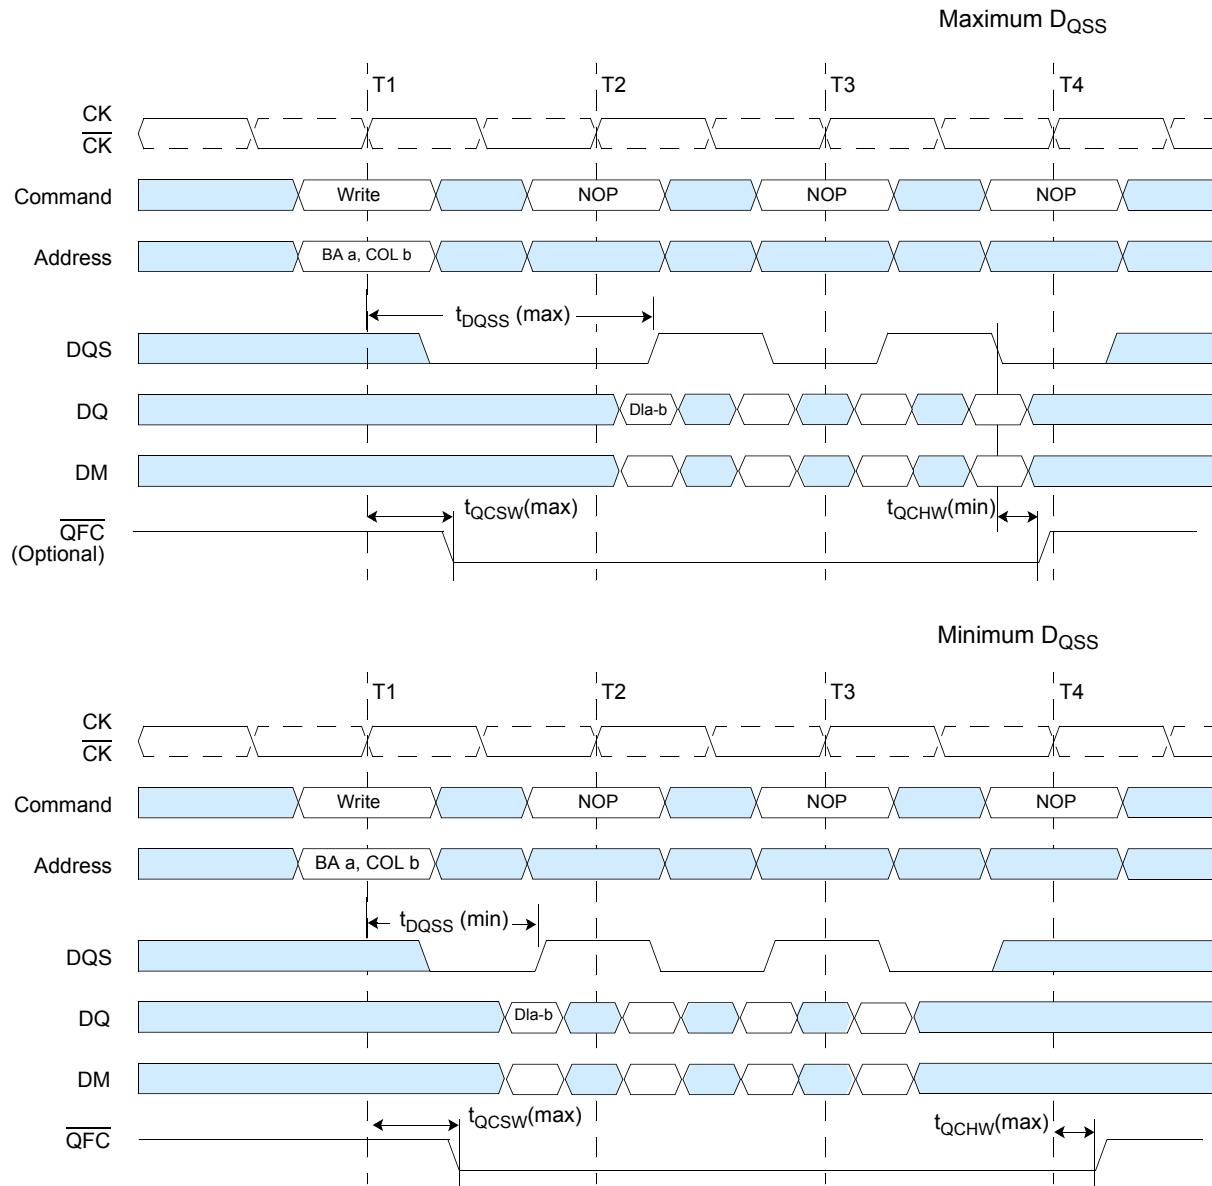 Maximum DQSS
T1 T2 T3 T4
CK
CK
Command Write NOP NOP NOP
Address BA a, COL b
tDQSS (max)
DQS
DQ DIa-b
DM
tQCSW(max) tQCHW(min)
QFC
(Optional)
Minimum DQSS
T1 T2 T3 T4
CK
CK
Command Write NOP NOP NOP
Address BA a, COL b
tDQSS (min)
DQS
DQ DIa-b
DM
tQCSW(max) tQCHW(max)
QFC